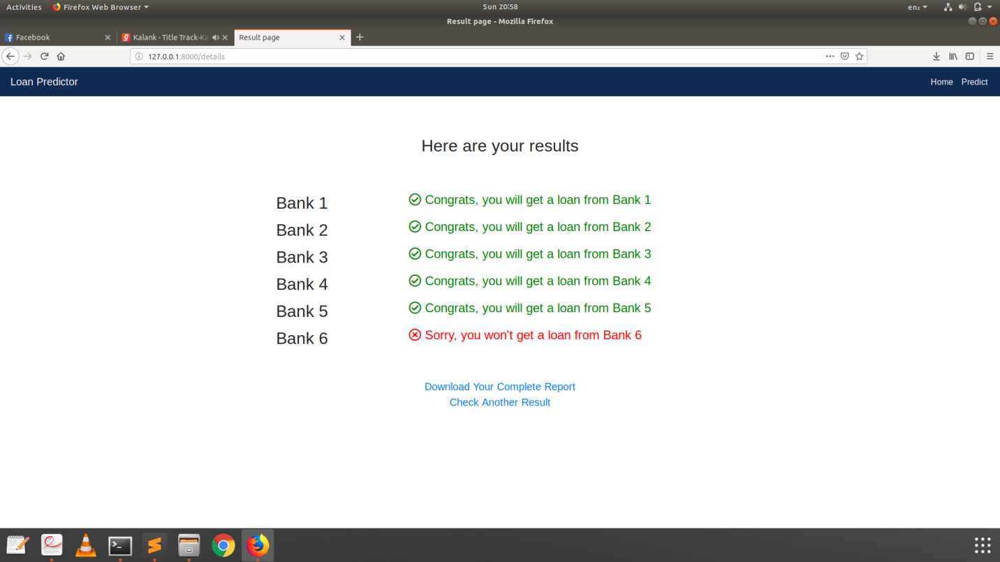 Activities Firefox Web Browser Sun 20:58 en₂
Result page - Mozilla Firefox
Facebook Kalank - Title Track-Ka Result page
127.0.0.1:8000/details
Loan Predictor Home Predict
Here are your results
Bank 1 Congrats, you will get a loan from Bank 1
Bank 2 Congrats, you will get a loan from Bank 2
Bank 3 Congrats, you will get a loan from Bank 3
Bank 4 Congrats, you will get a loan from Bank 4
Bank 5 Congrats, you will get a loan from Bank 5
Bank 6 Sorry, you won't get a loan from Bank 6
Download Your Complete Report
Check Another Result